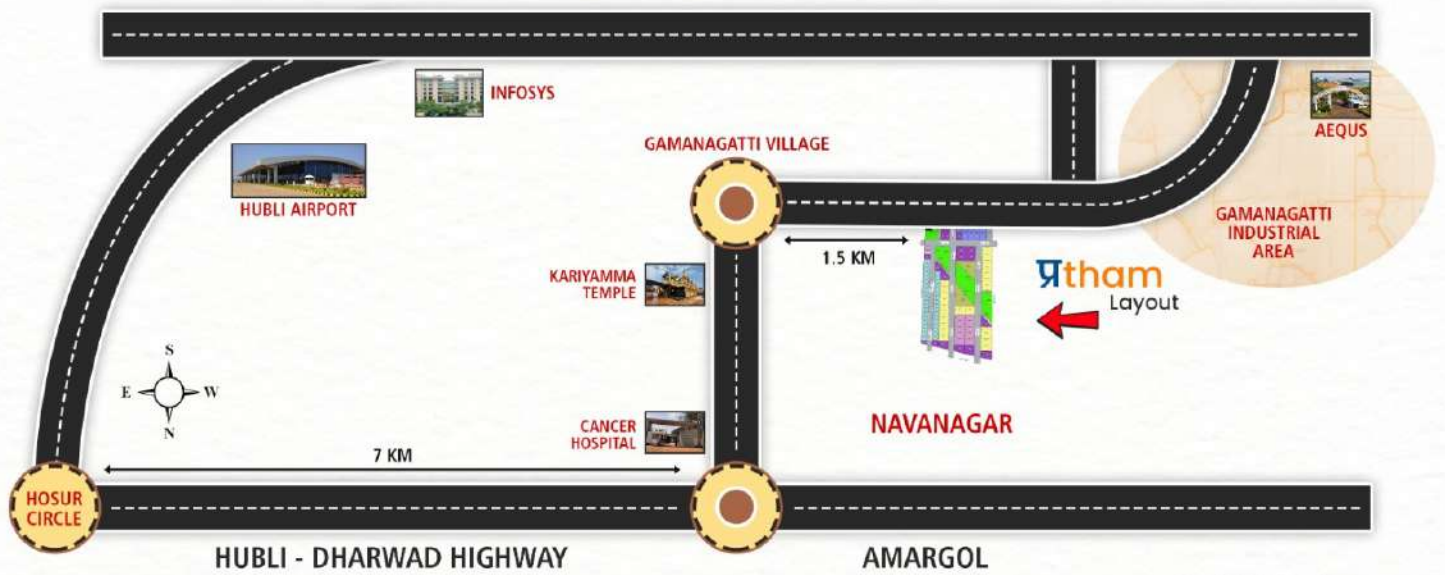 INFOSYS
AEQUS
GAMANAGATTI VILLAGE
HUBLI AIRPORT
GAMANAGATTI
INDUSTRIAL
AREA
1.5 KM
KARIYAMMA
TEMPLE
प्रtham
Layout
S
E
W
N
CANCER
HOSPITAL
NAVANAGAR
7 KM
HOSUR
CIRCLE
HUBLI - DHARWAD HIGHWAY
AMARGOL